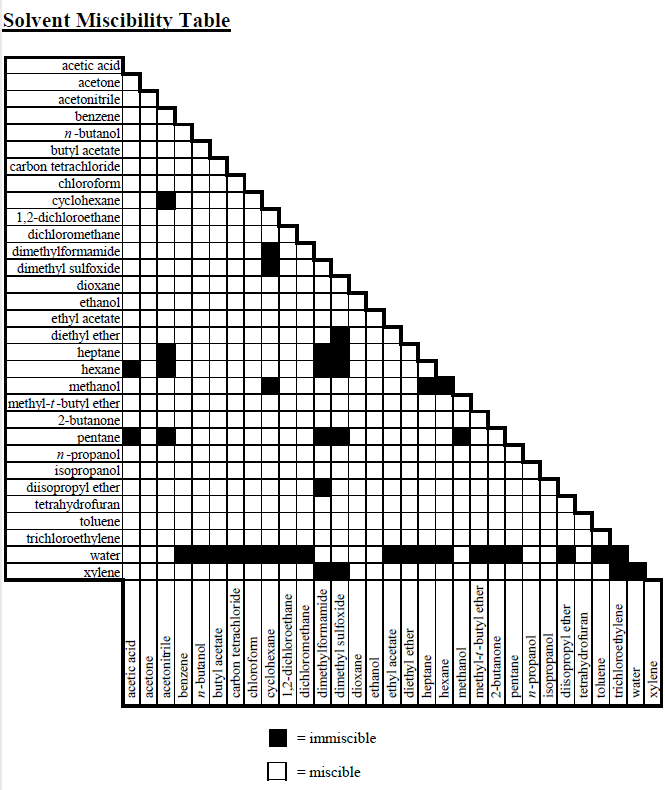 Solvent Miscibility Table
acetic acid
acetone
acetonitrile
benzene
n-butanol
butyl acetate
carbon tetrachloride
chloroform
cyclohexane
1,2-dichloroethane
dichloromethane
dimethylformamide
dimethyl sulfoxide
dioxane
ethanol
ethyl acetate
diethyl ether
heptane
hexane
methanol
methyl-t-butyl ether
2-butanone
pentane
n-propanol
isopropanol
diisopropyl ether
tetrahydrofuran
toluene
trichloroethylene
water
xylene
acetic acid
acetone
acetonitrile
benzene
n-butanol
butyl acetate
carbon tetrachloride
chloroform
cyclohexane
1,2-dichloroethane
dichloromethane
dimethylformamide
dimethyl sulfoxide
dioxane
ethanol
ethyl acetate
diethyl ether
heptane
hexane
methanol
methyl-t-butyl ether
2-butanone
pentane
n-propanol
isopropanol
diisopropyl ether
tetrahydrofuran
toluene
trichloroethylene
water
xylene
= immiscible
= miscible